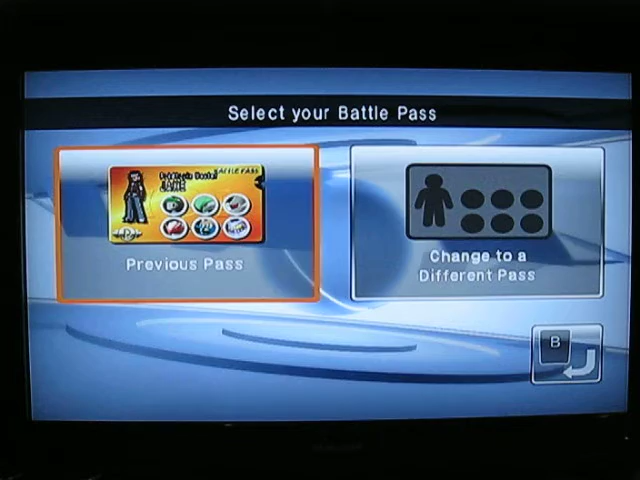 Select your Battle Pass
BATTLE PASS
Previous Pass
Change to a
Different Pass
B